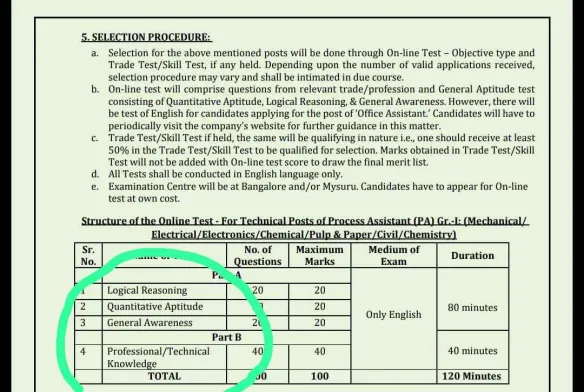 5. SELECTION PROCEDURE:
a. Selection for the above mentioned posts will be done through On-line Test – Objective type and
Trade Test/Skill Test, if any held. Depending upon the number of valid applications received,
selection procedure may vary and shall be intimated in due course.
b. On-line test will comprise questions from relevant trade/profession and General Aptitude test
consisting of Quantitative Aptitude, Logical Reasoning, & General Awareness. However, there will
be test of English for candidates applying for the post of 'Office Assistant.' Candidates will have to
periodically visit the company's website for further guidance in this matter.
c. Trade Test/Skill Test if held, the same will be qualifying in nature i.e., one should receive at least
50% in the Trade Test/Skill Test to be qualified for selection. Marks obtained in Trade Test/Skill
Test will not be added with On-line test score to draw the final merit list.
d. All Tests shall be conducted in English language only.
e. Examination Centre will be at Bangalore and/or Mysuru. Candidates have to appear for On-line
test at own cost.
Structure of the Online Test - For Technical Posts of Process Assistant (PA) Gr.-I: (Mechanical/
Electrical/Electronics/Chemical/Pulp & Paper/Civil/Chemistry)
Sr. No. of Maximum Medium of Duration
No. Questions Marks Exam
A
Logical Reasoning 20 20
2 Quantitative Aptitude 20
3 General Awareness 20
Only English 80 minutes
Part B
4 Professional/Technical 40 40 40 minutes
Knowledge
TOTAL 100 120 Minutes